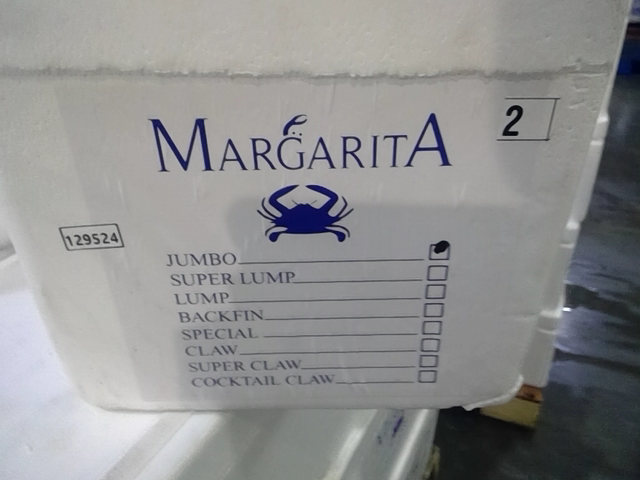 MARGARITA
2
129524
JUMBO
SUPER LUMP
LUMP
BACKFIN
SPECIAL
CLAW
SUPER CLAW
COCKTAIL CLAW